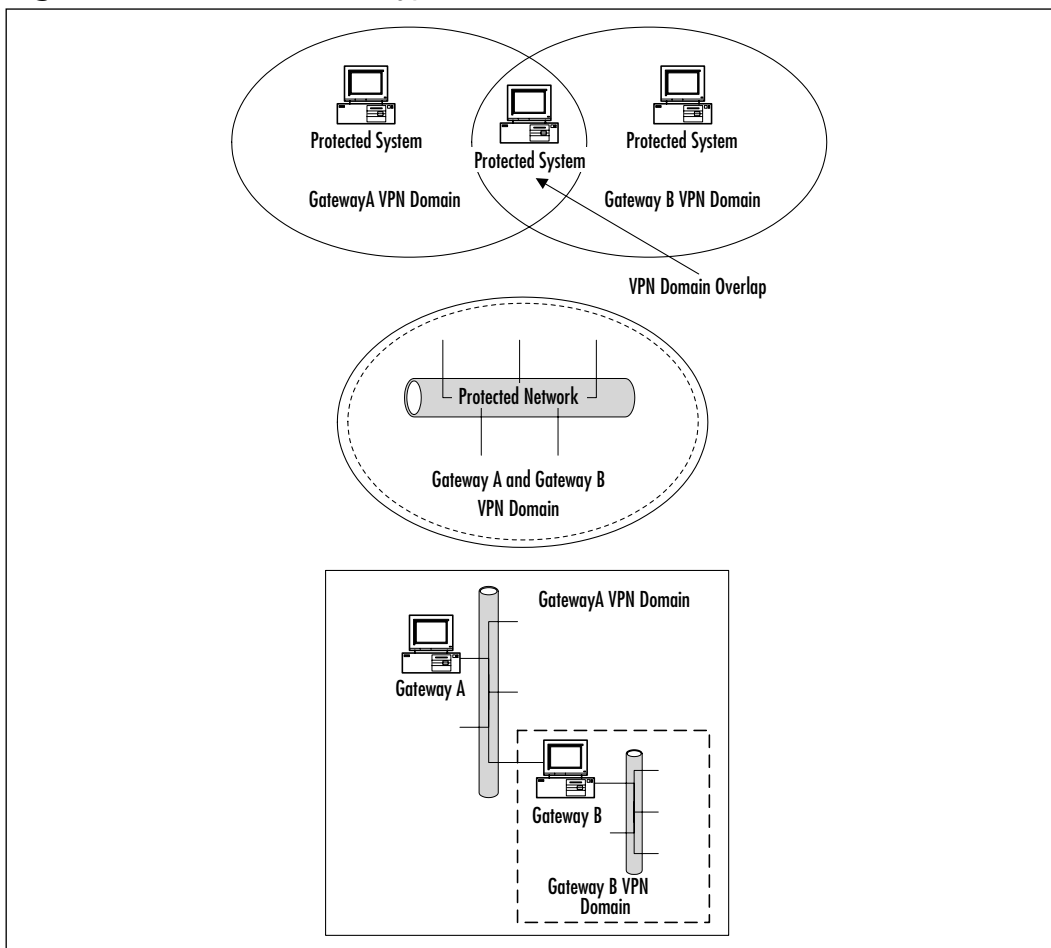 Protected System
Protected System
Protected System
GatewayA VPN Domain
Gateway B VPN Domain
VPN Domain Overlap
Protected Network
Gateway A and Gateway B
VPN Domain
GatewayA VPN Domain
Gateway A
Gateway B
Gateway B VPN
Domain